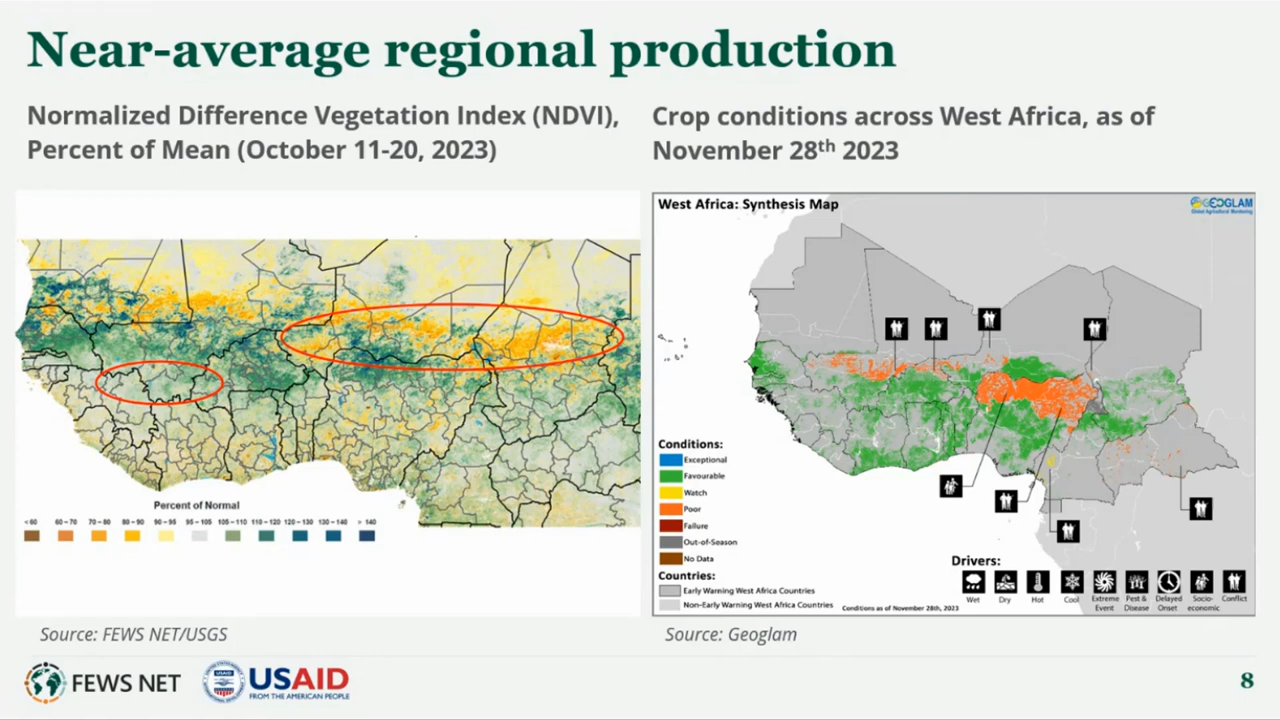 Near-average regional production
Normalized Difference Vegetation Index (NDVI),
Percent of Mean (October 11-20, 2023)
Crop conditions across West Africa, as of
November 28th 2023
Percent of Normal
< 60 60 – 70 70 – 80 80 – 90 90 – 95 95 – 105 105 – 110 110 – 120 120 – 130 130 – 140 > 140
West Africa: Synthesis Map
GEOGLAM
Global Agricultural Monitoring
Conditions:
Exceptional
Favourable
Watch
Poor
Failure
Out-of-Season
No Data
Countries:
Early Warning West Africa Countries
Non-Early Warning West Africa Countries
Conditions as of November 28th, 2023
Drivers:
Wet Dry Hot Cool Extreme Event Pest & Disease Delayed Onset Socio-economic Conflict
Source: FEWS NET/USGS
Source: Geoglam
FEWS NET
USAID
USAID
FROM THE AMERICAN PEOPLE
8